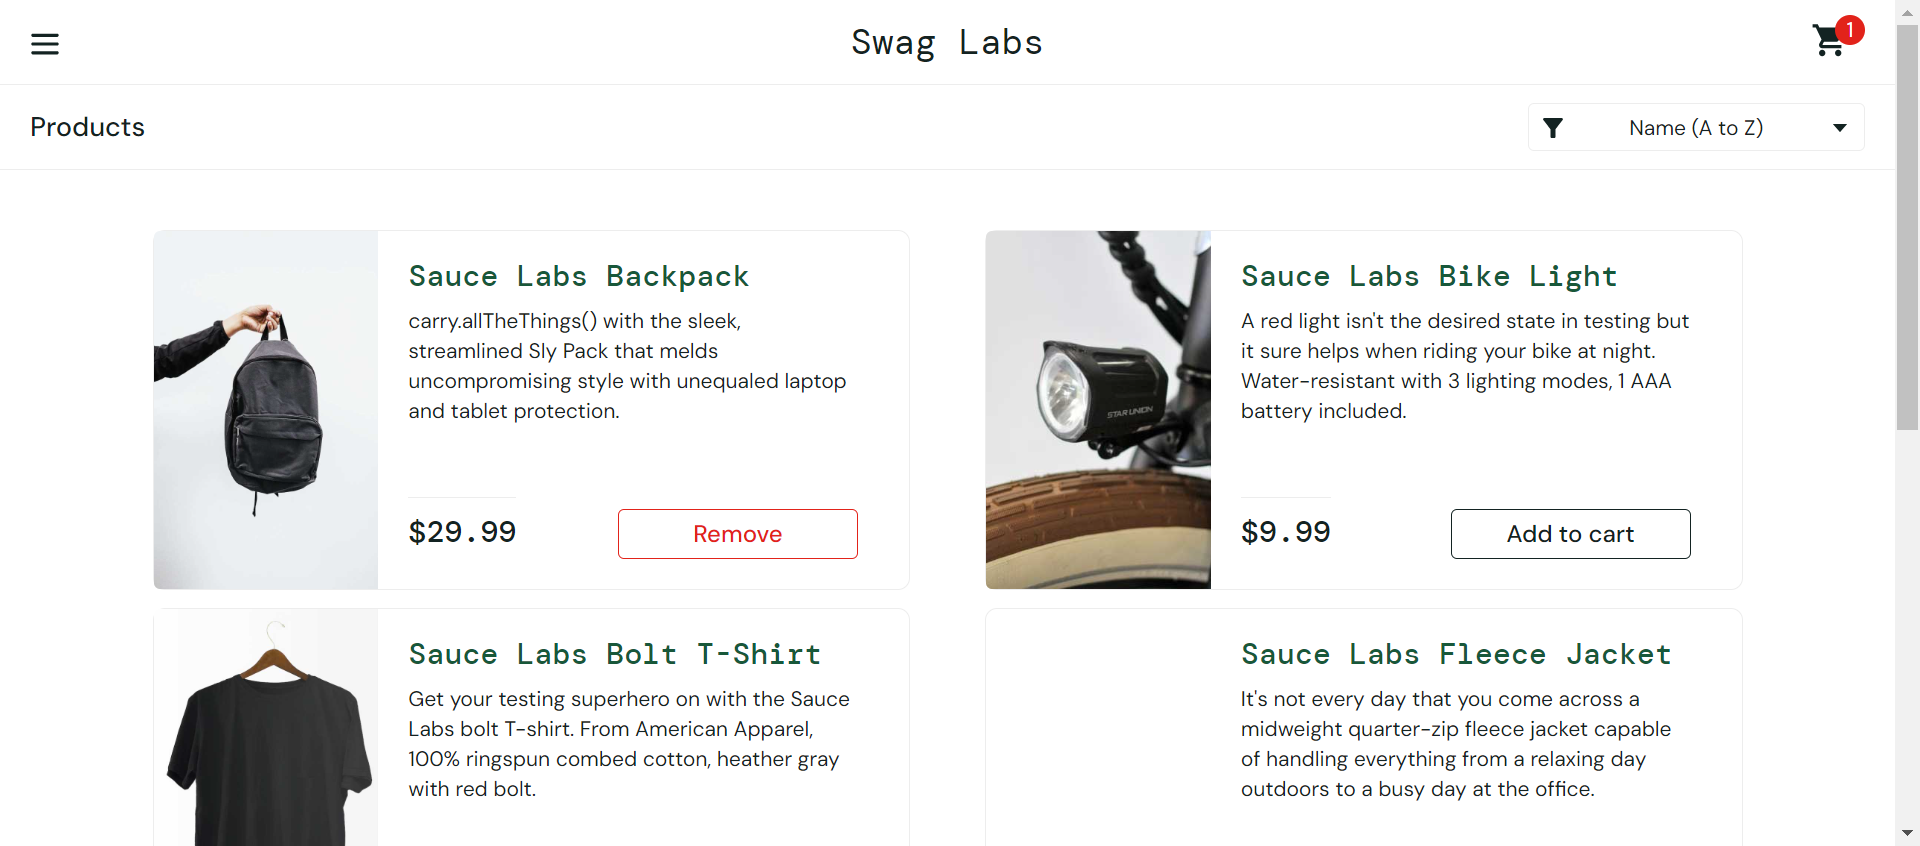 Swag Labs
1
Products
Name (A to Z)
Sauce Labs Backpack
carry.allTheThings() with the sleek,
streamlined Sly Pack that melds
uncompromising style with unequaled laptop
and tablet protection.
$29.99
Remove
STAR UNION
Sauce Labs Bike Light
A red light isn't the desired state in testing but
it sure helps when riding your bike at night.
Water-resistant with 3 lighting modes, 1 AAA
battery included.
$9.99
Add to cart
Sauce Labs Bolt T-Shirt
Get your testing superhero on with the Sauce
Labs bolt T-shirt. From American Apparel,
100% ringspun combed cotton, heather gray
with red bolt.
Sauce Labs Fleece Jacket
It's not every day that you come across a
midweight quarter-zip fleece jacket capable
of handling everything from a relaxing day
outdoors to a busy day at the office.